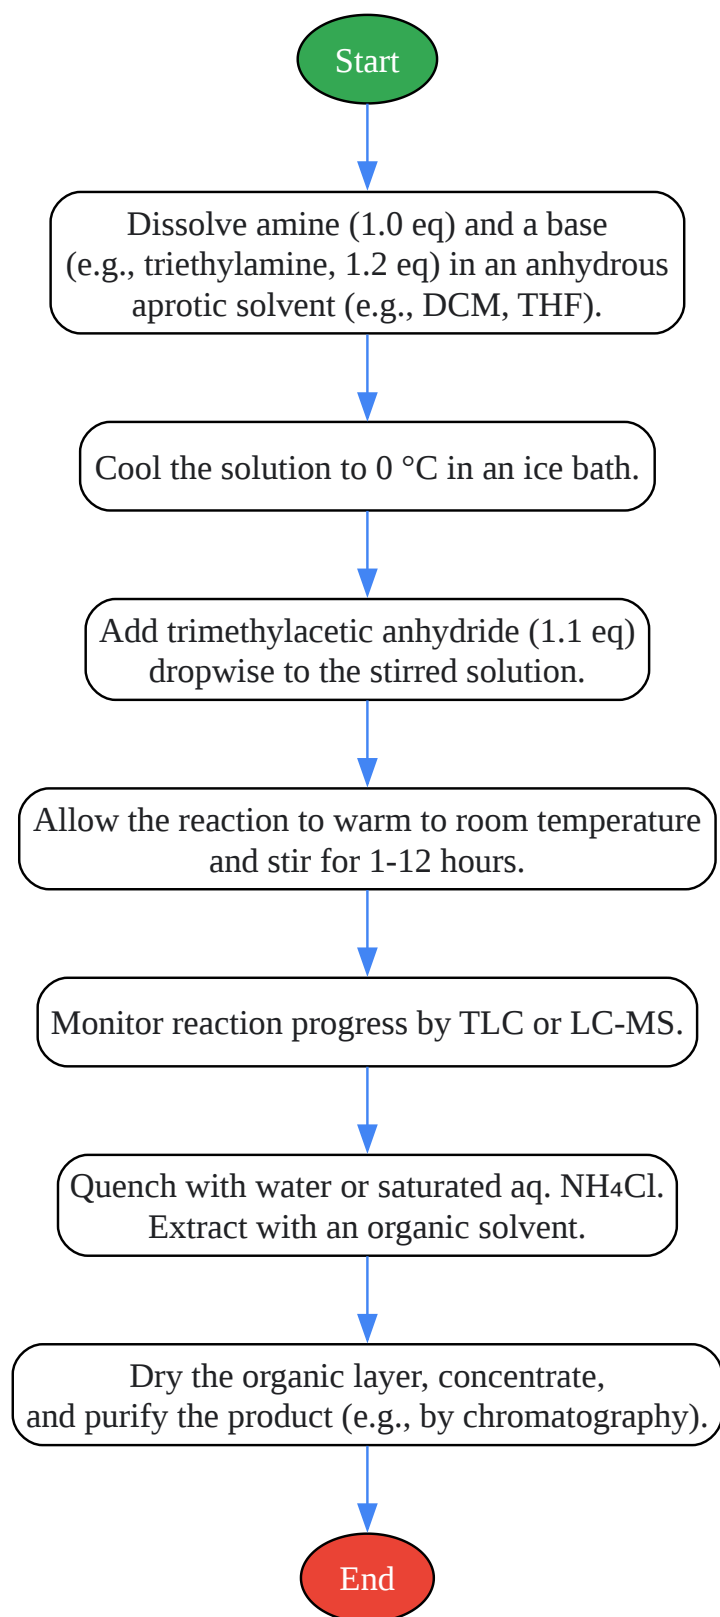 Start
Dissolve amine (1.0 eq) and a base
(e.g., triethylamine, 1.2 eq) in an anhydrous
aprotic solvent (e.g., DCM, THF).
Cool the solution to 0 °C in an ice bath.
Add trimethylacetic anhydride (1.1 eq)
dropwise to the stirred solution.
Allow the reaction to warm to room temperature
and stir for 1-12 hours.
Monitor reaction progress by TLC or LC-MS.
Quench with water or saturated aq. NH₄Cl.
Extract with an organic solvent.
Dry the organic layer, concentrate,
and purify the product (e.g., by chromatography).
End